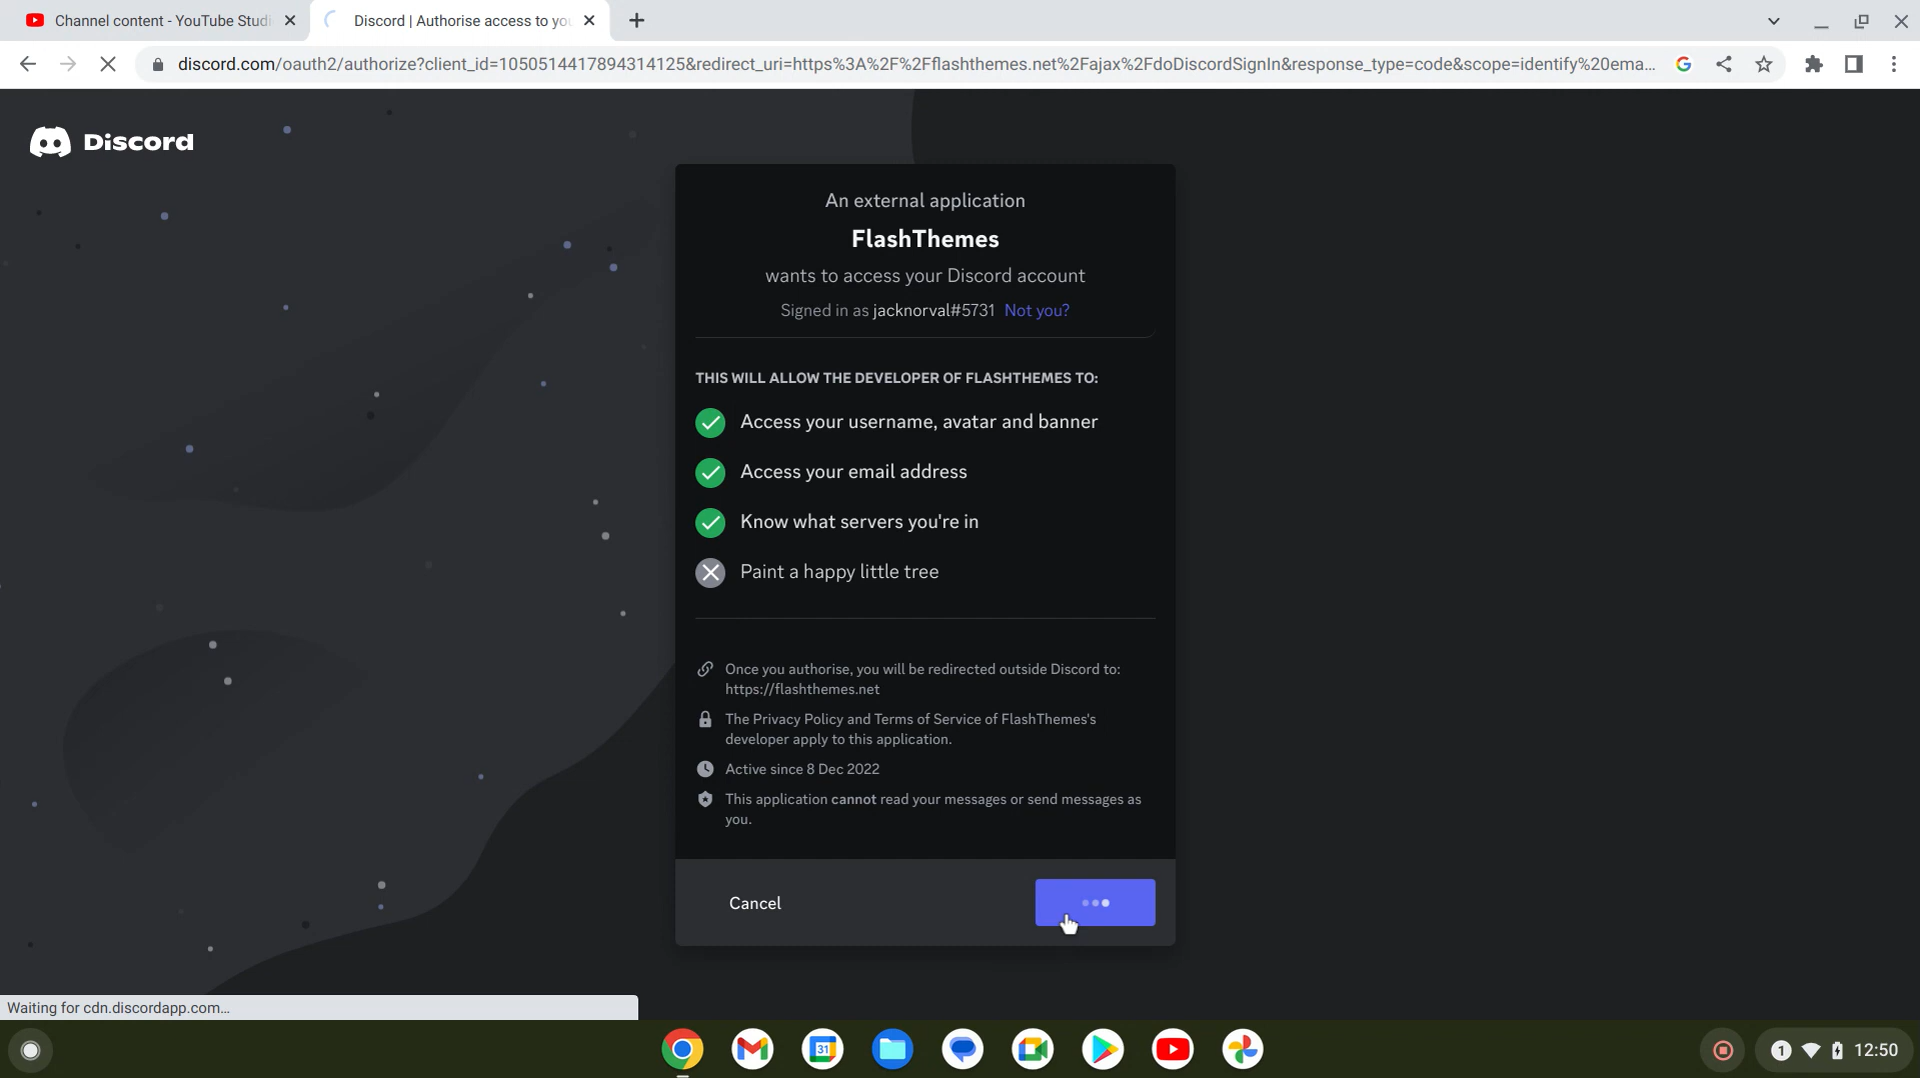 Channel content - YouTube Studi
Discord | Authorise access to yo
discord.com/oauth2/authorize?client_id=1050514417894314125&redirect_uri=https%3A%2F%2Fflashthemes.net%2Fajax%2FdoDiscordSignIn&response_type=code&scope=identify%20ema...
Discord
An external application
FlashThemes
wants to access your Discord account
Signed in as jacknorval#5731 Not you?
THIS WILL ALLOW THE DEVELOPER OF FLASHTHEMES TO:
Access your username, avatar and banner
Access your email address
Know what servers you're in
Paint a happy little tree
Once you authorise, you will be redirected outside Discord to:
https://flashthemes.net
The Privacy Policy and Terms of Service of FlashThemes's
developer apply to this application.
Active since 8 Dec 2022
This application cannot read your messages or send messages as
you.
Cancel
Waiting for cdn.discordapp.com...
31
1 12:50